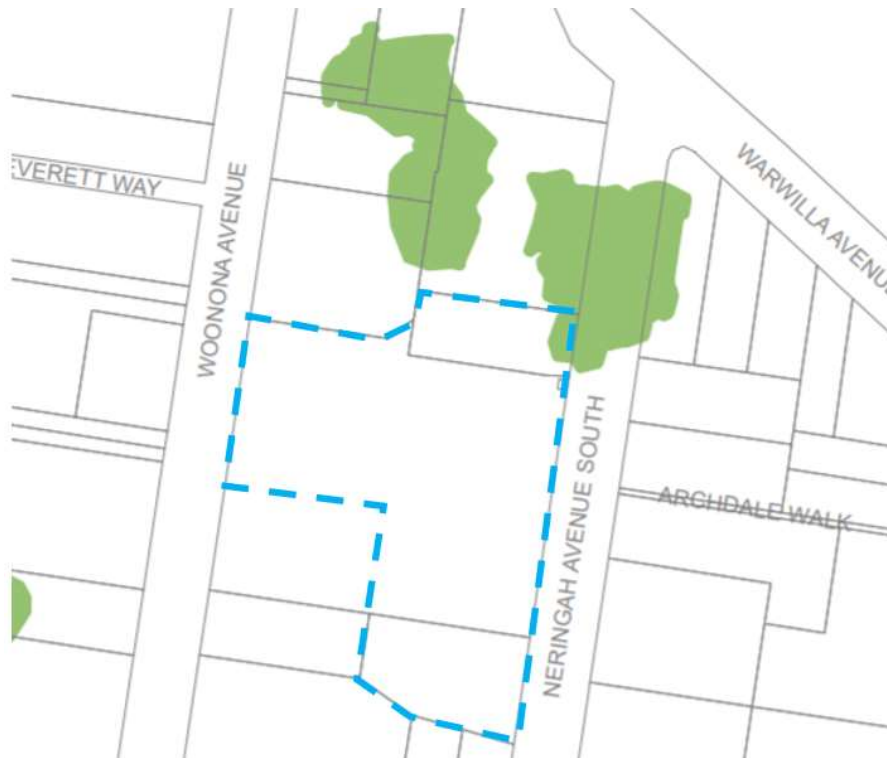 EVERETT WAY
WOONONA AVENUE
WARWILLA AVENUE
NERINGAH AVENUE SOUTH
ARCHDALE WALK